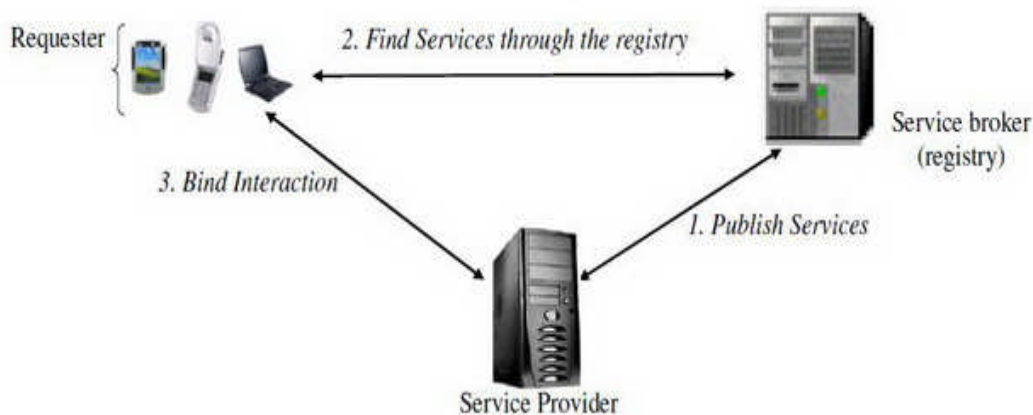 Requester
2. Find Services through the registry
Service broker
(registry)
3. Bind Interaction
1. Publish Services
Service Provider